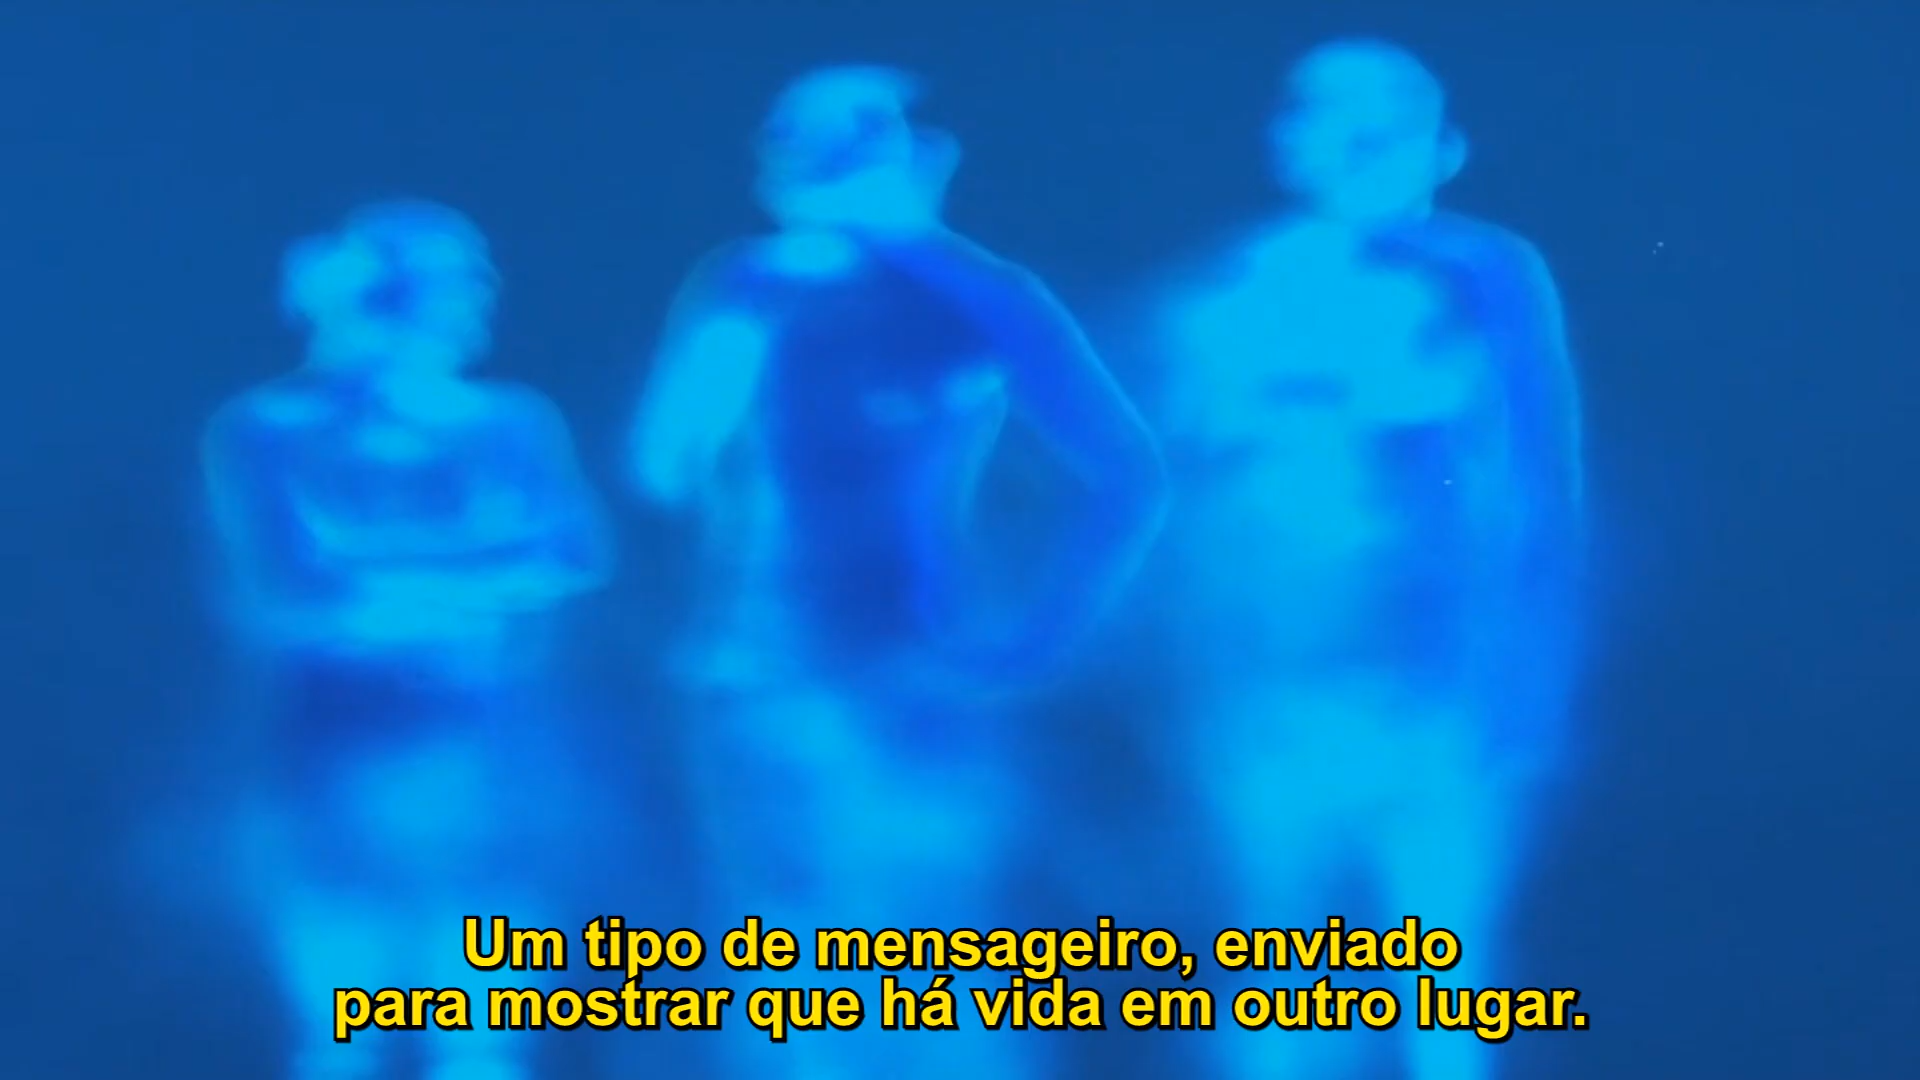 Um tipo de mensageiro, enviado
para mostrar que há vida em outro lugar.